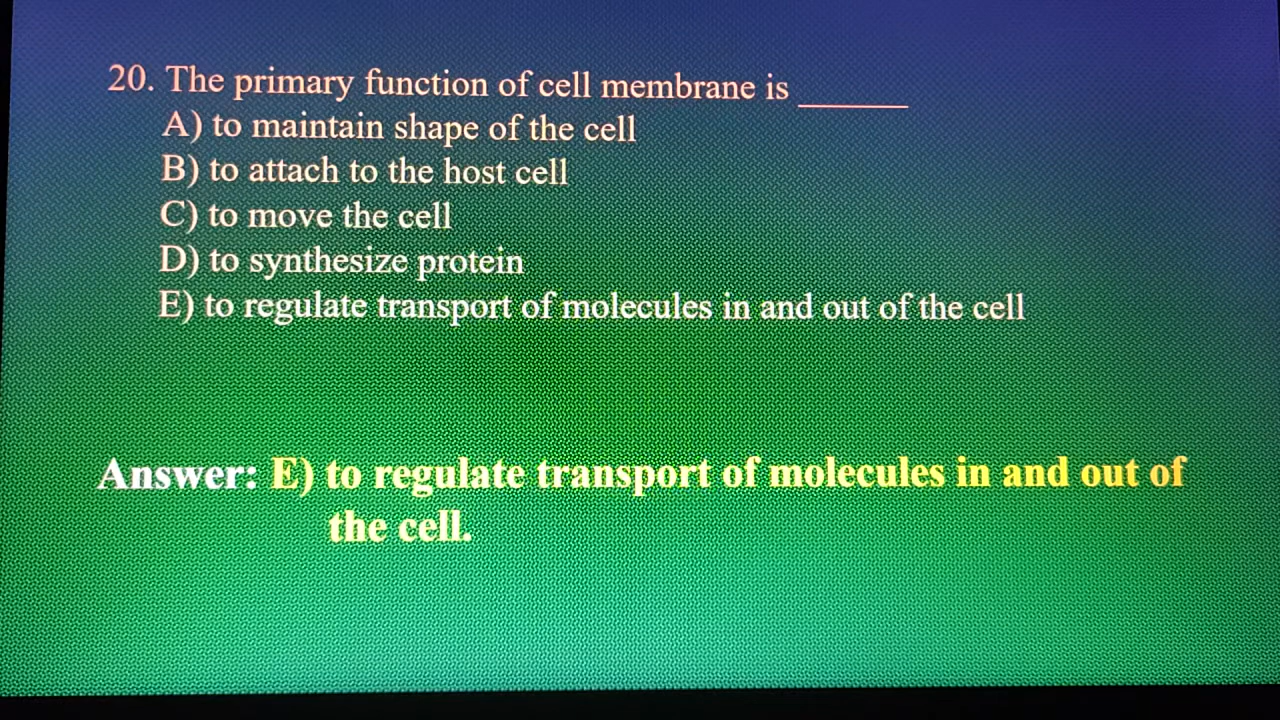 20. The primary function of cell membrane is ______
A) to maintain shape of the cell
B) to attach to the host cell
C) to move the cell
D) to synthesize protein
E) to regulate transport of molecules in and out of the cell
Answer: E) to regulate transport of molecules in and out of
the cell.